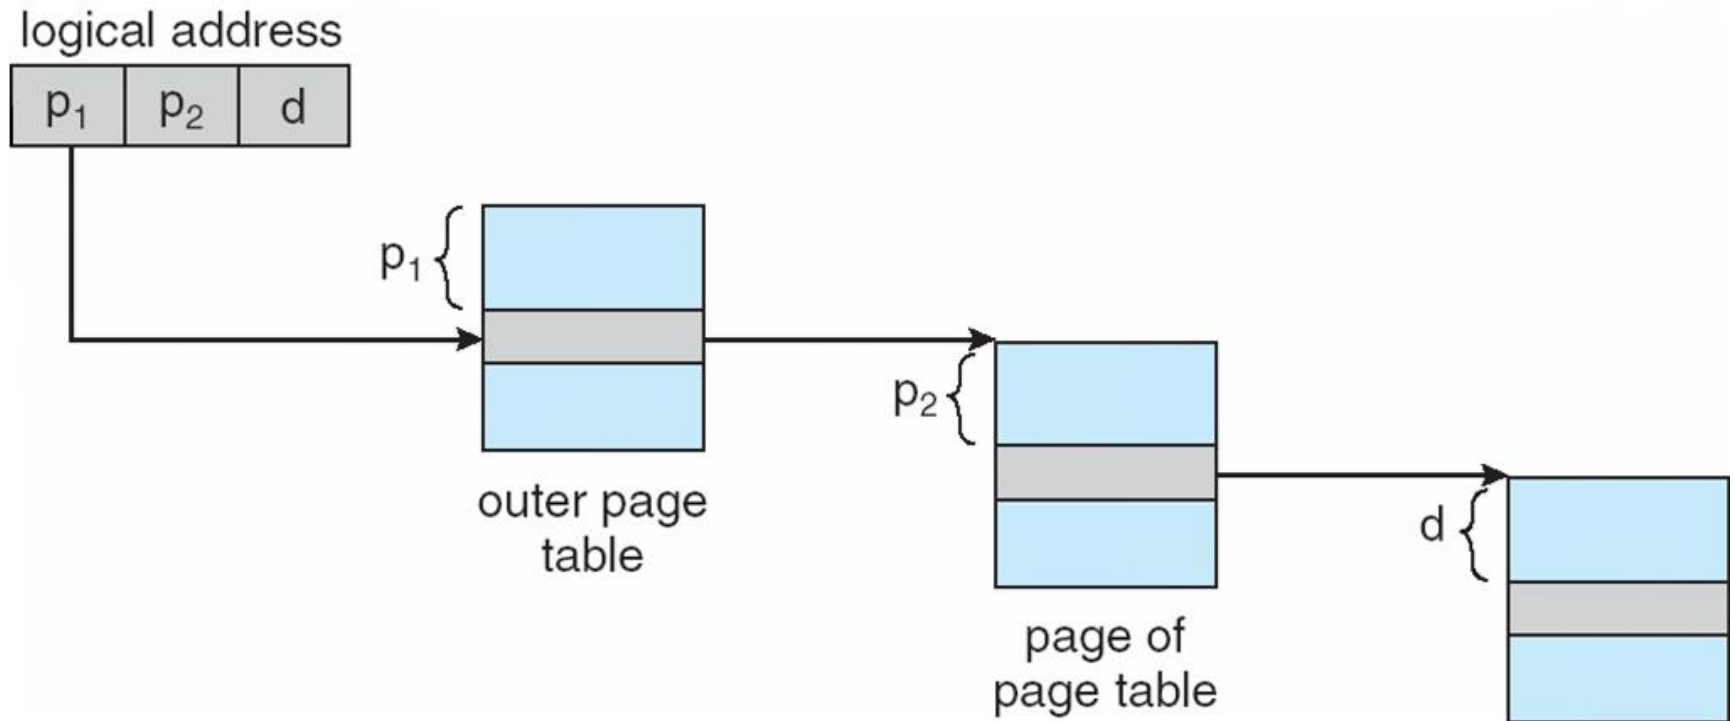 logical address
p₁ p₂ d
p₁
outer page
table
p₂
page of
page table
d